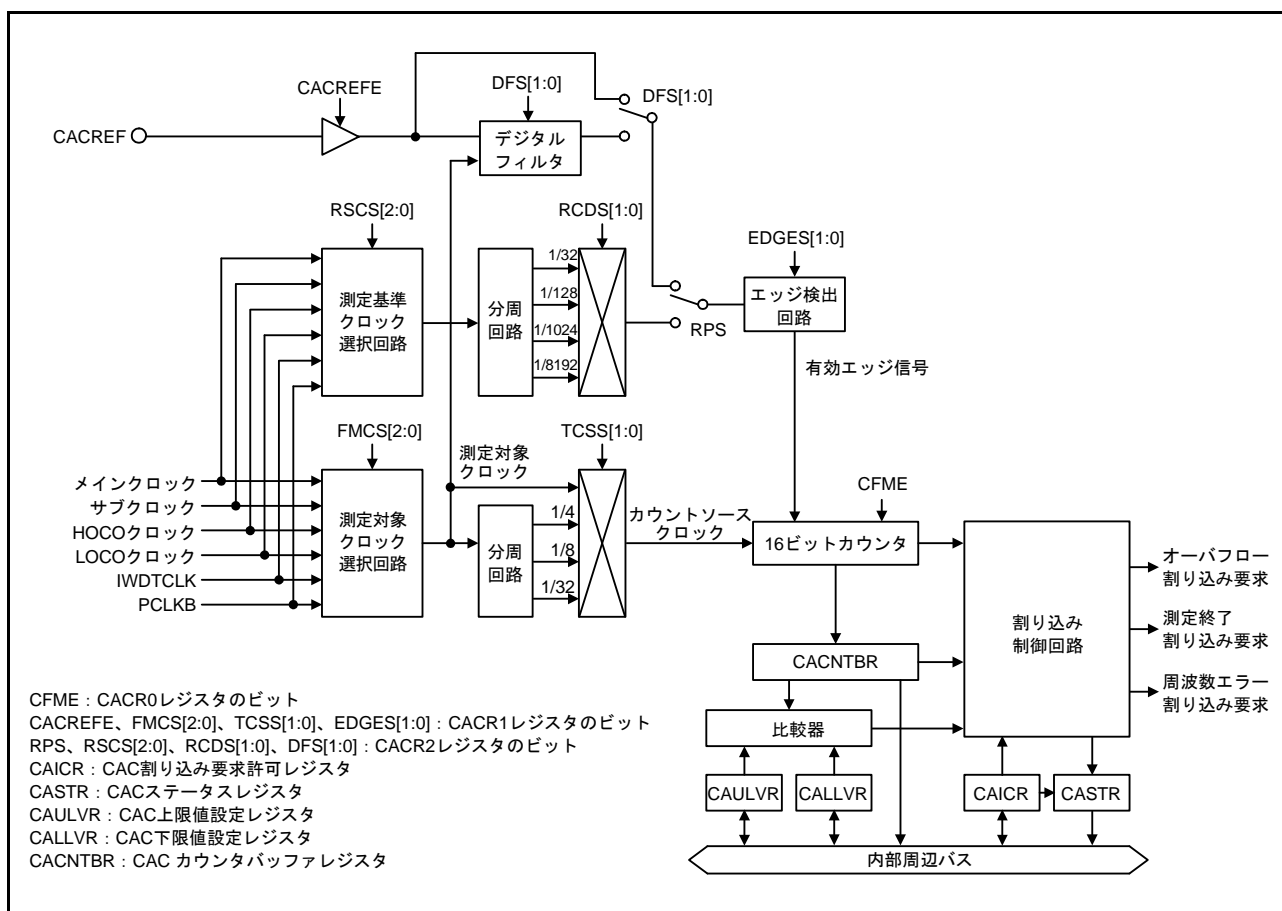 CACREFE
DFS[1:0]
DFS[1:0]
CACREF
デジタル
フィルタ
RSCS[2:0]
RCDS[1:0]
EDGES[1:0]
測定基準
クロック
選択回路
分周
回路
1/32
1/128
1/1024
1/8192
RPS
エッジ検出
回路
有効エッジ信号
FMCS[2:0]
測定対象
クロック
TCSS[1:0]
CFME
メインクロック
サブクロック
HOCOクロック
LOCOクロック
IWDTCLK
PCLKB
測定対象
クロック
選択回路
分周
回路
1/4
1/8
1/32
カウントソース
クロック
16ビットカウンタ
割り込み
制御回路
オーバフロー
割り込み要求
測定終了
割り込み要求
周波数エラー
割り込み要求
CACNTBR
比較器
CAULVR
CALLVR
CAICR
CASTR
内部周辺バス
CFME：CACR0レジスタのビット
CACREFE、FMCS[2:0]、TCSS[1:0]、EDGES[1:0]：CACR1レジスタのビット
RPS、RSCS[2:0]、RCDS[1:0]、DFS[1:0]：CACR2レジスタのビット
CAICR：CAC割り込み要求許可レジスタ
CASTR：CACステータスレジスタ
CAULVR：CAC上限値設定レジスタ
CALLVR：CAC下限値設定レジスタ
CACNTBR：CAC カウンタバッファレジスタ